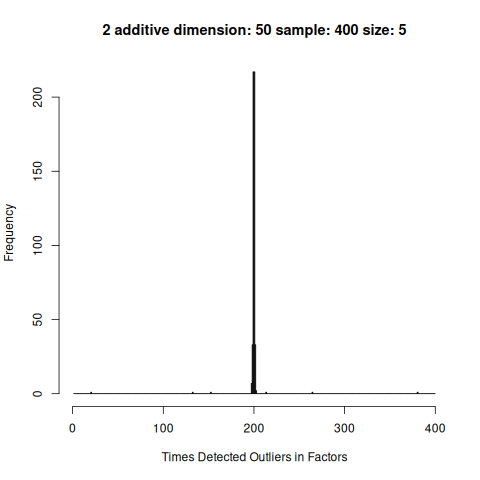 2 additive dimension: 50 sample: 400 size: 5
200
150
100
50
0
Frequency
0 100 200 300 400
Times Detected Outliers in Factors